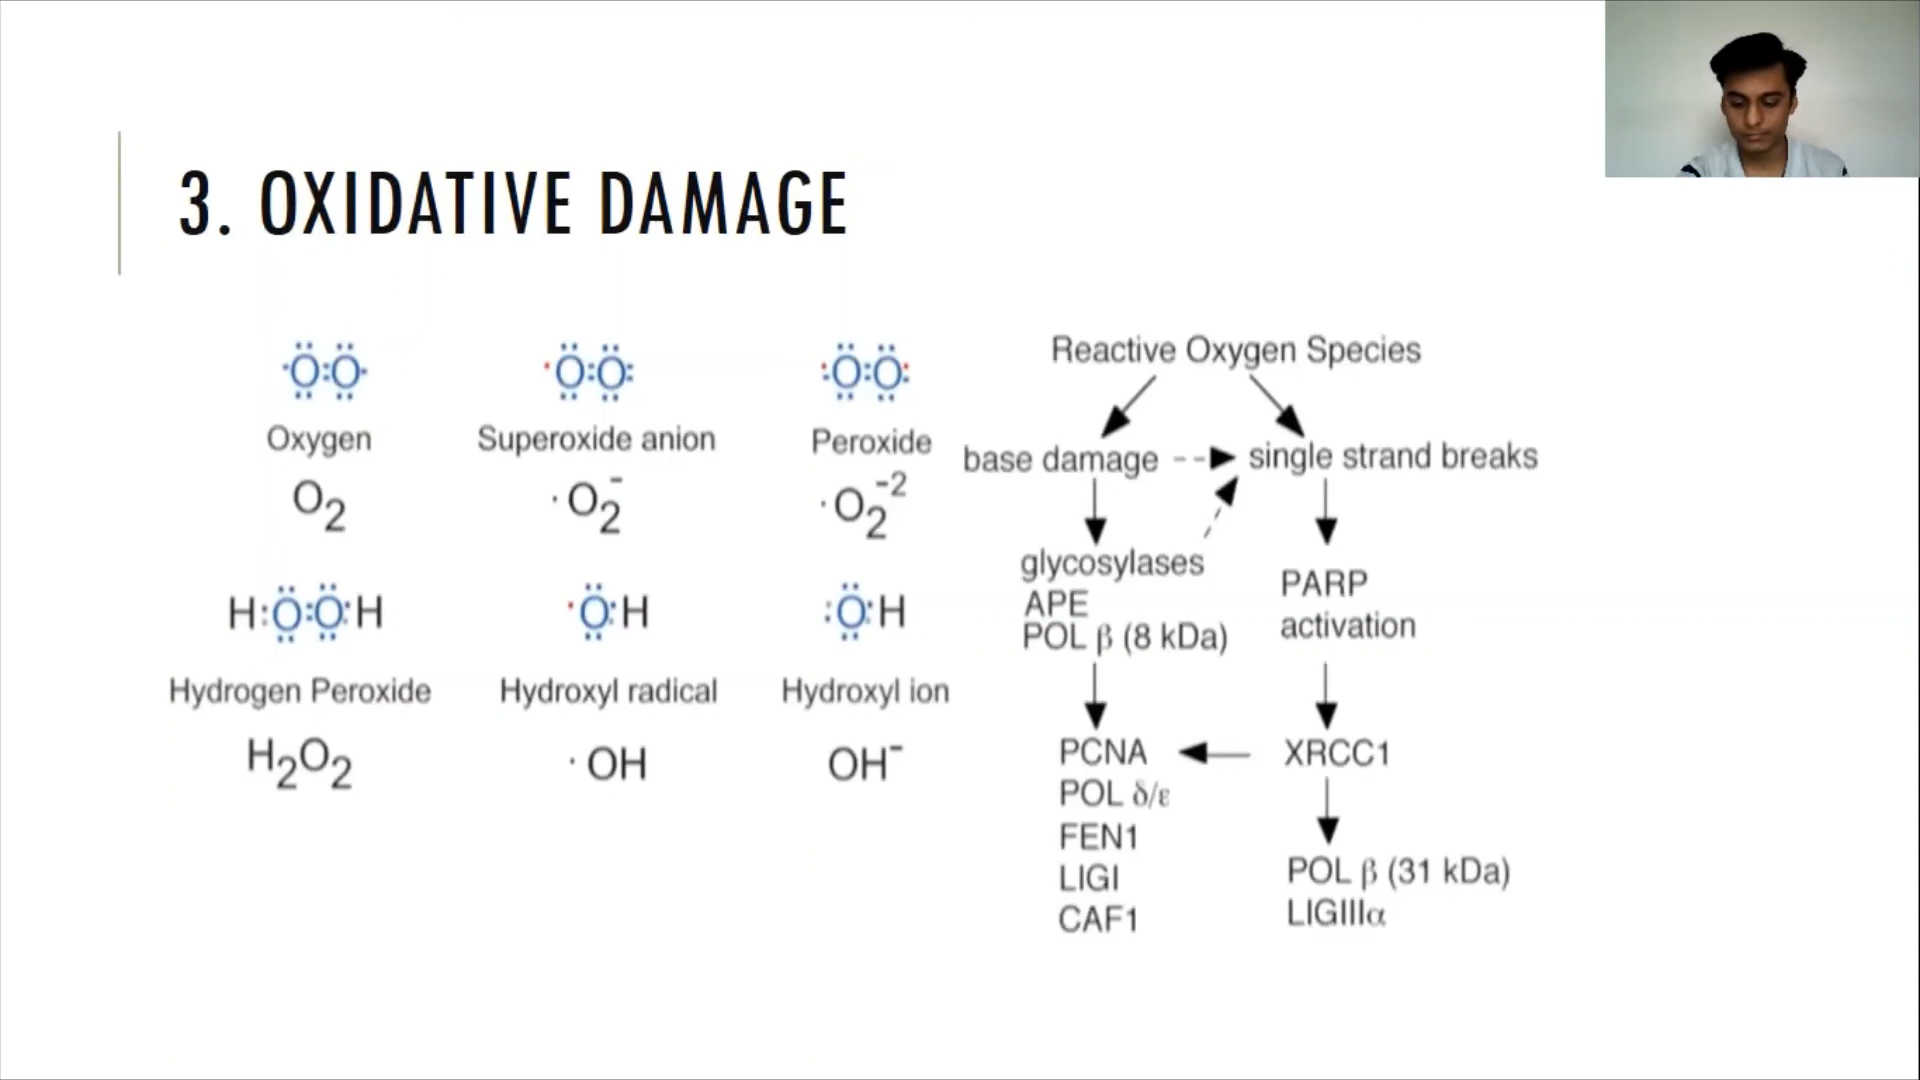 3. OXIDATIVE DAMAGE
·Ö:Ö· ·Ö:Ö: :Ö:Ö:
Oxygen Superoxide anion Peroxide
O₂ ·O₂⁻ ·O₂⁻²
H:Ö:Ö:H ·Ö:H :Ö:H
Hydrogen Peroxide Hydroxyl radical Hydroxyl ion
H₂O₂ ·OH OH⁻
Reactive Oxygen Species
base damage single strand breaks
glycosylases
APE
POL β (8 kDa)
PARP
activation
PCNA XRCC1
POL δ/ε
FEN1
LIGI
CAF1
POL β (31 kDa)
LIGIIIα